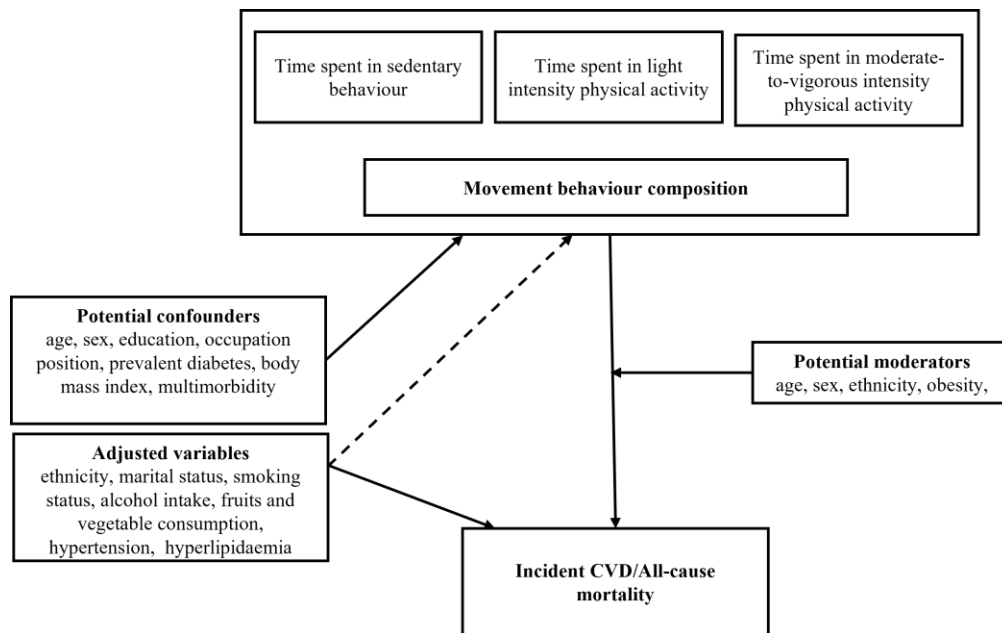 Time spent in sedentary
behaviour
Time spent in light
intensity physical activity
Time spent in moderate-
to-vigorous intensity
physical activity
Movement behaviour composition
Potential confounders
age, sex, education, occupation
position, prevalent diabetes, body
mass index, multimorbidity
Potential moderators
age, sex, ethnicity, obesity,
Adjusted variables
ethnicity, marital status, smoking
status, alcohol intake, fruits and
vegetable consumption,
hypertension, hyperlipidaemia
Incident CVD/All-cause
mortality